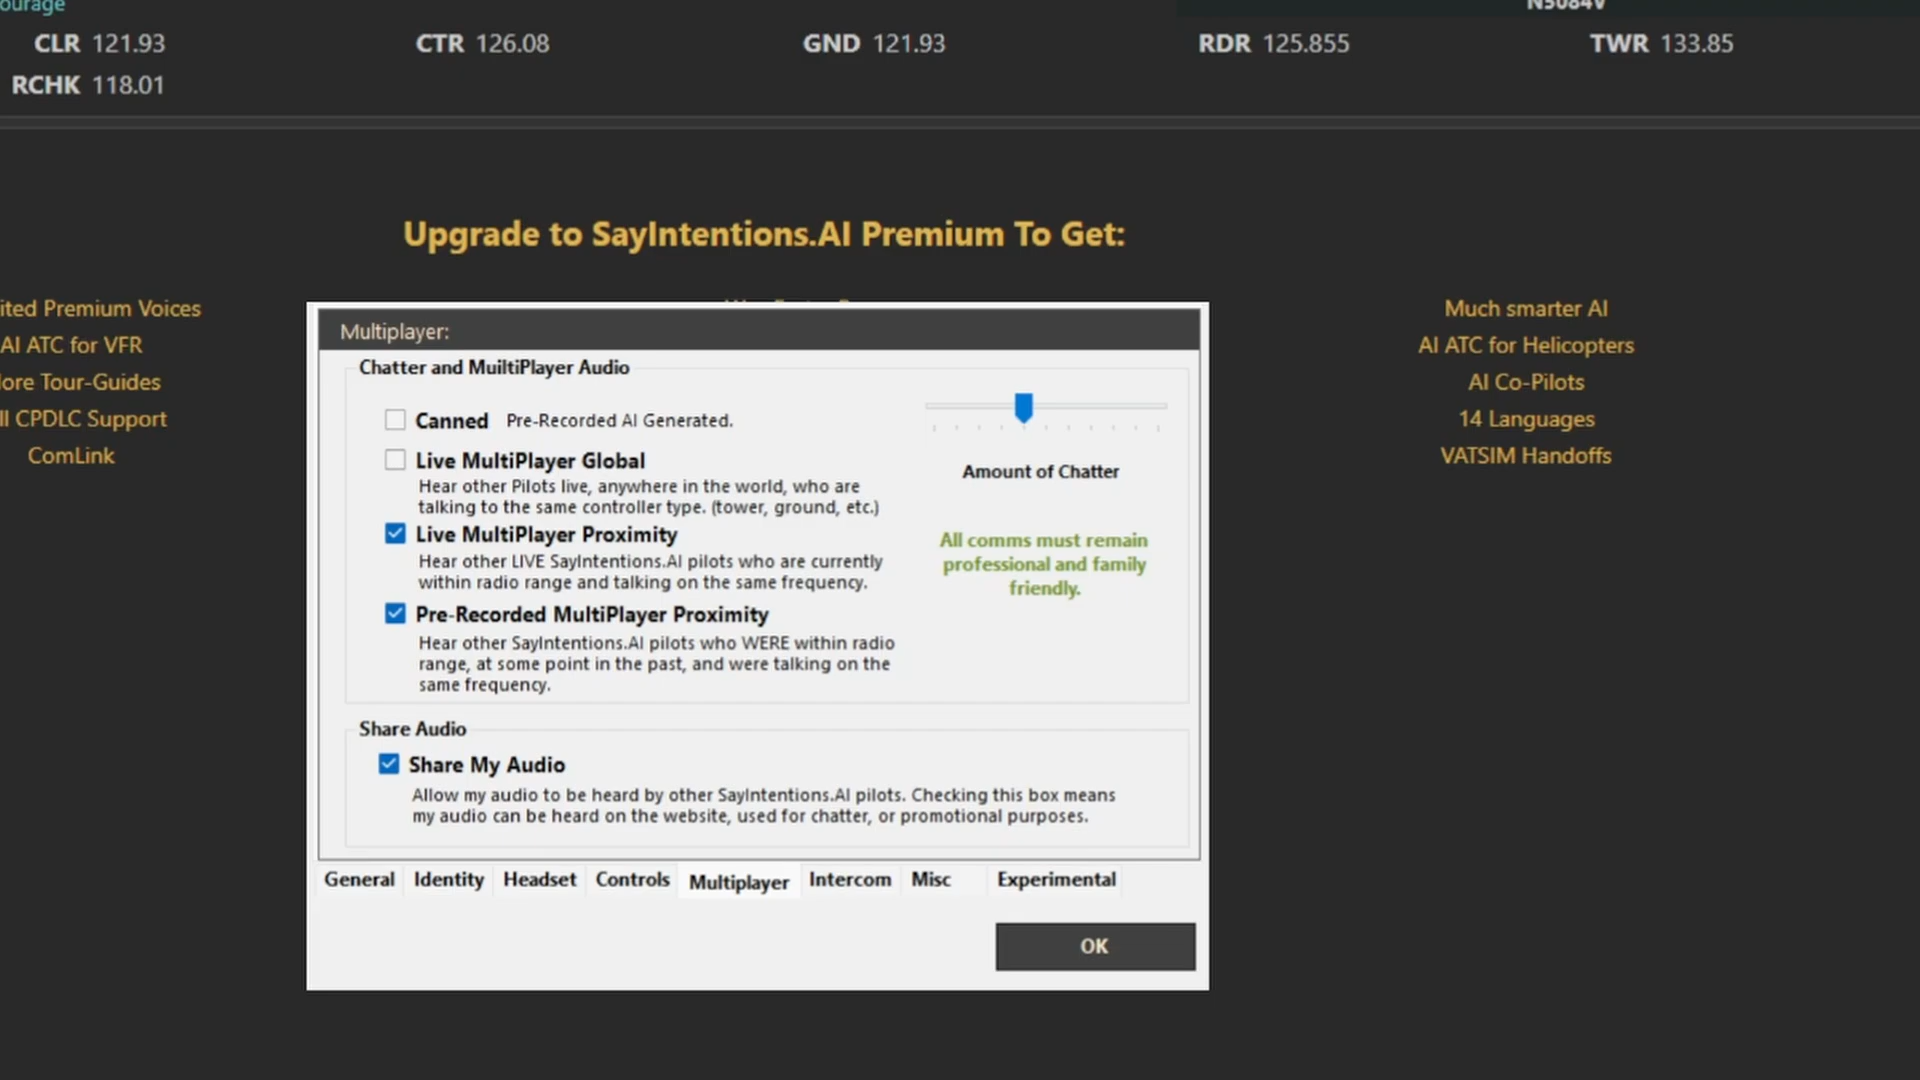 ourage
N5084V
CLR 121.93 CTR 126.08 GND 121.93 RDR 125.855 TWR 133.85
RCHK 118.01
Upgrade to SayIntentions.AI Premium To Get:
ited Premium Voices
AI ATC for VFR
ore Tour-Guides
ll CPDLC Support
ComLink
Much smarter AI
AI ATC for Helicopters
AI Co-Pilots
14 Languages
VATSIM Handoffs
Multiplayer:
Chatter and MuiltiPlayer Audio
Canned Pre-Recorded AI Generated.
Live MultiPlayer Global
Hear other Pilots live, anywhere in the world, who are
talking to the same controller type. (tower, ground, etc.)
Live MultiPlayer Proximity
Hear other LIVE SayIntentions.AI pilots who are currently
within radio range and talking on the same frequency.
Pre-Recorded MultiPlayer Proximity
Hear other SayIntentions.AI pilots who WERE within radio
range, at some point in the past, and were talking on the
same frequency.
Amount of Chatter
All comms must remain
professional and family
friendly.
Share Audio
Share My Audio
Allow my audio to be heard by other SayIntentions.AI pilots. Checking this box means
my audio can be heard on the website, used for chatter, or promotional purposes.
General Identity Headset Controls Multiplayer Intercom Misc Experimental
OK